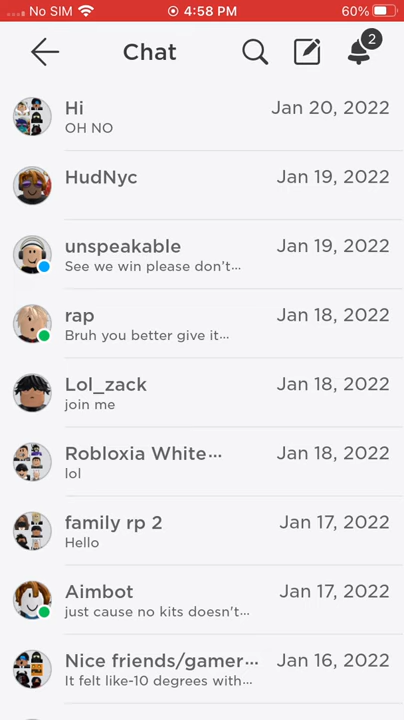 No SIM 4:58 PM 60%
Chat 2
Hi Jan 20, 2022
OH NO
HudNyc Jan 19, 2022
unspeakable Jan 19, 2022
See we win please don't...
rap Jan 18, 2022
Bruh you better give it...
Lol_zack Jan 18, 2022
join me
Robloxia White... Jan 18, 2022
lol
family rp 2 Jan 17, 2022
Hello
Aimbot Jan 17, 2022
just cause no kits doesn't...
Nice friends/gamer... Jan 16, 2022
It felt like-10 degrees with...